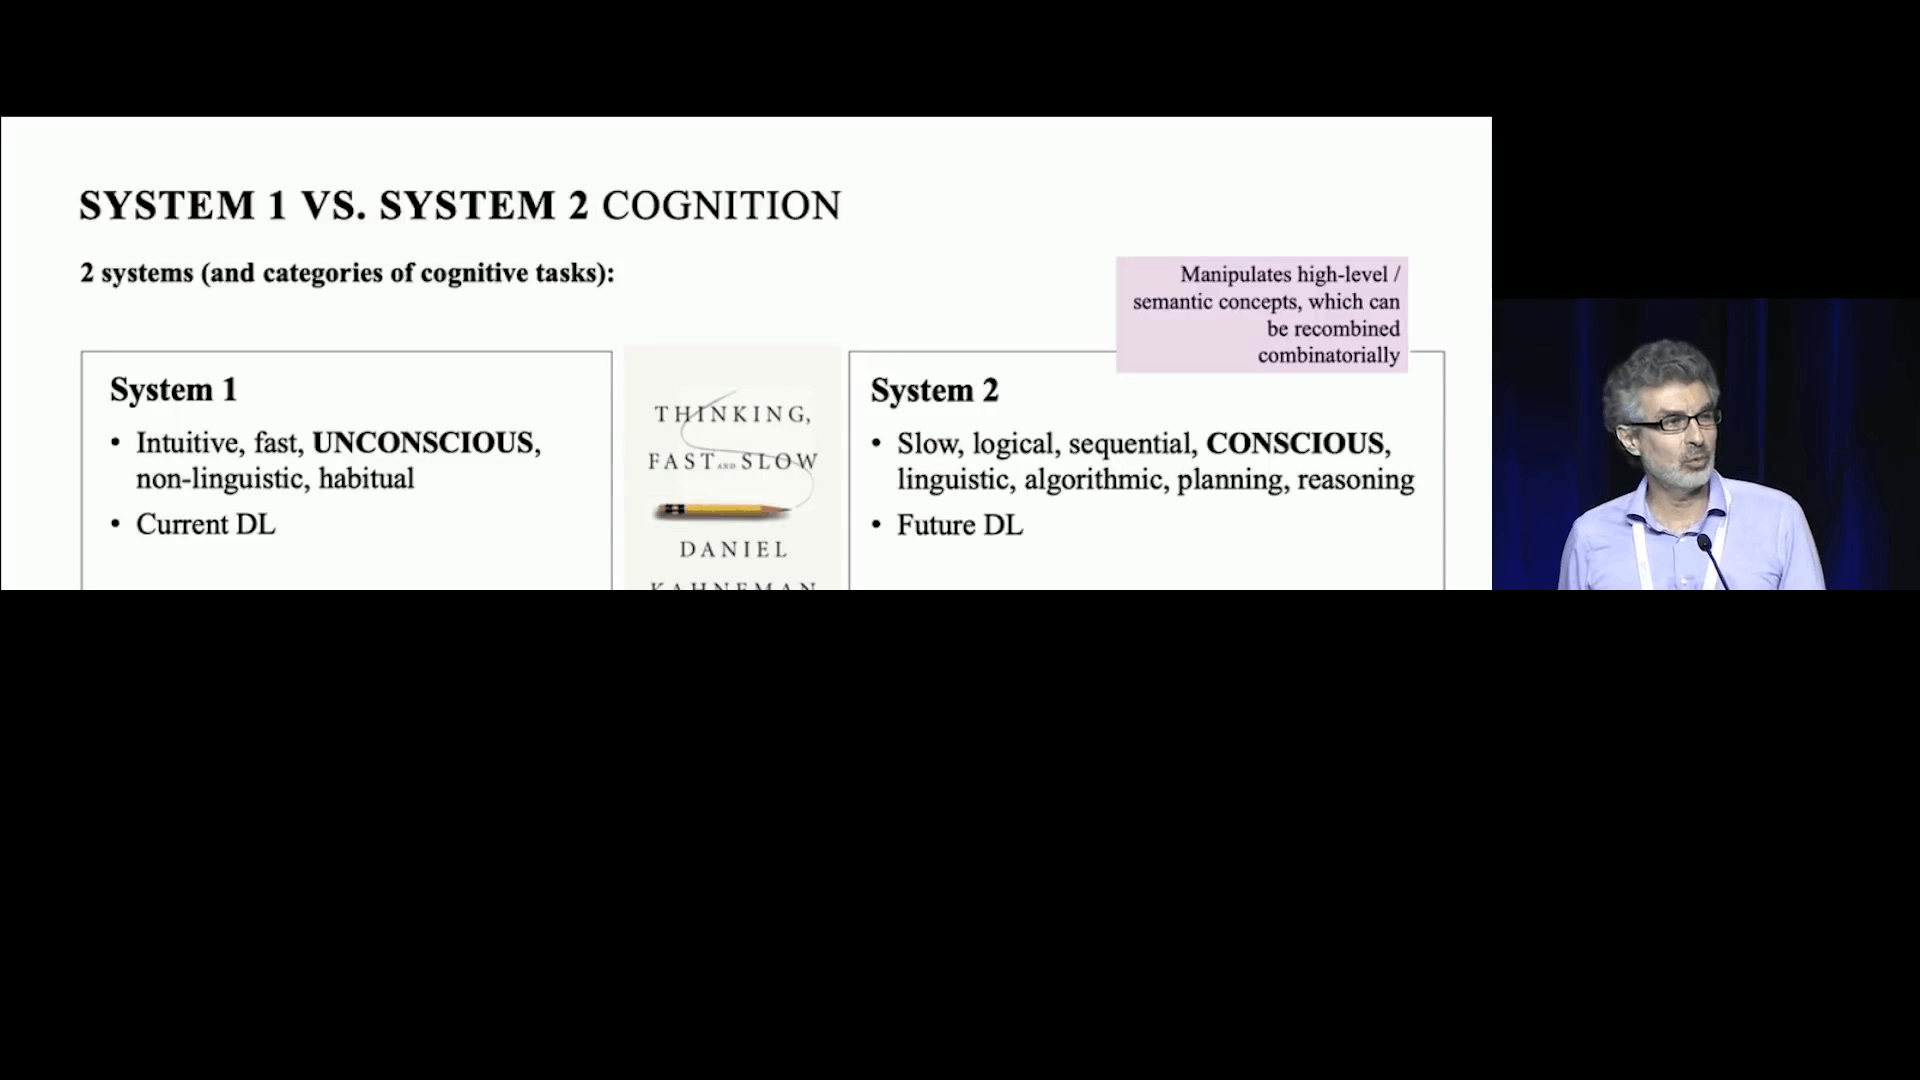 SYSTEM 1 VS. SYSTEM 2 COGNITION
2 systems (and categories of cognitive tasks):
Manipulates high-level /
semantic concepts, which can
be recombined
combinatorially
System 1
• Intuitive, fast, UNCONSCIOUS,
non-linguistic, habitual
• Current DL
THINKING,
FAST AND SLOW
DANIEL
KAHNEMAN
System 2
• Slow, logical, sequential, CONSCIOUS,
linguistic, algorithmic, planning, reasoning
• Future DL